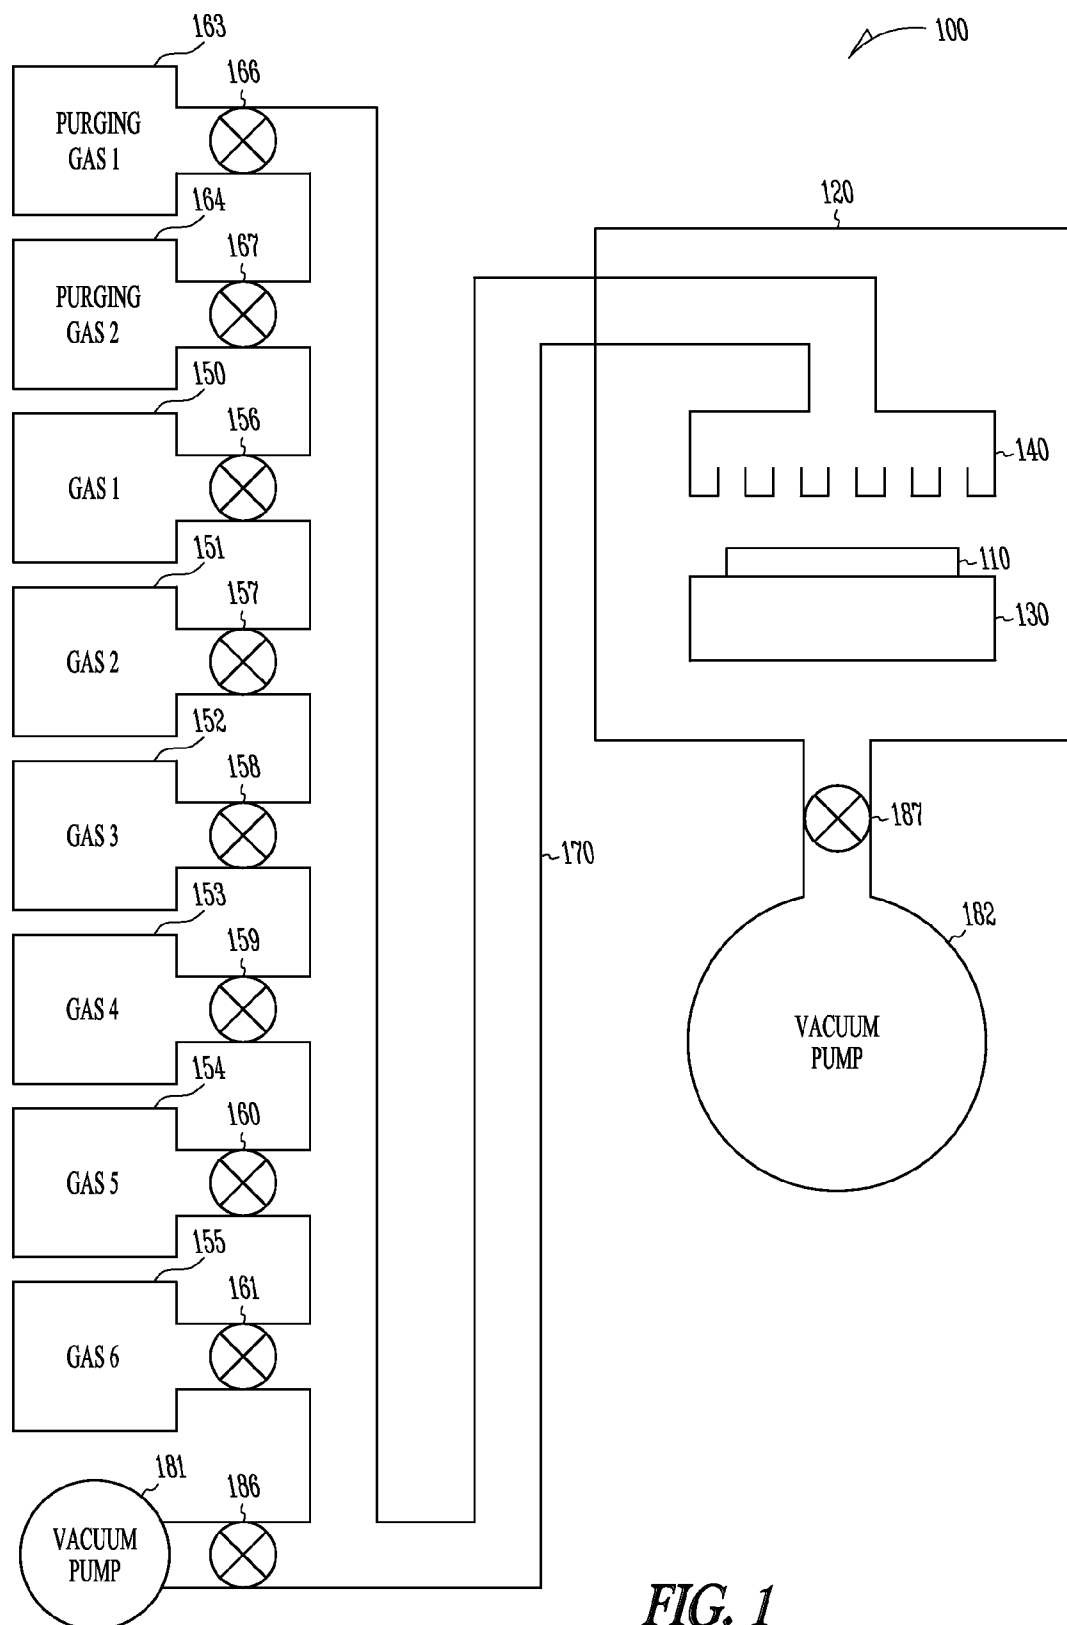 100
163
166
PURGING
GAS 1
164
167
PURGING
GAS 2
120
150
156
GAS 1
140
151
157
GAS 2
110
130
152
158
GAS 3
187
170
153
159
GAS 4
182
VACUUM
PUMP
154
160
GAS 5
155
161
GAS 6
181
186
VACUUM
PUMP
FIG. 1